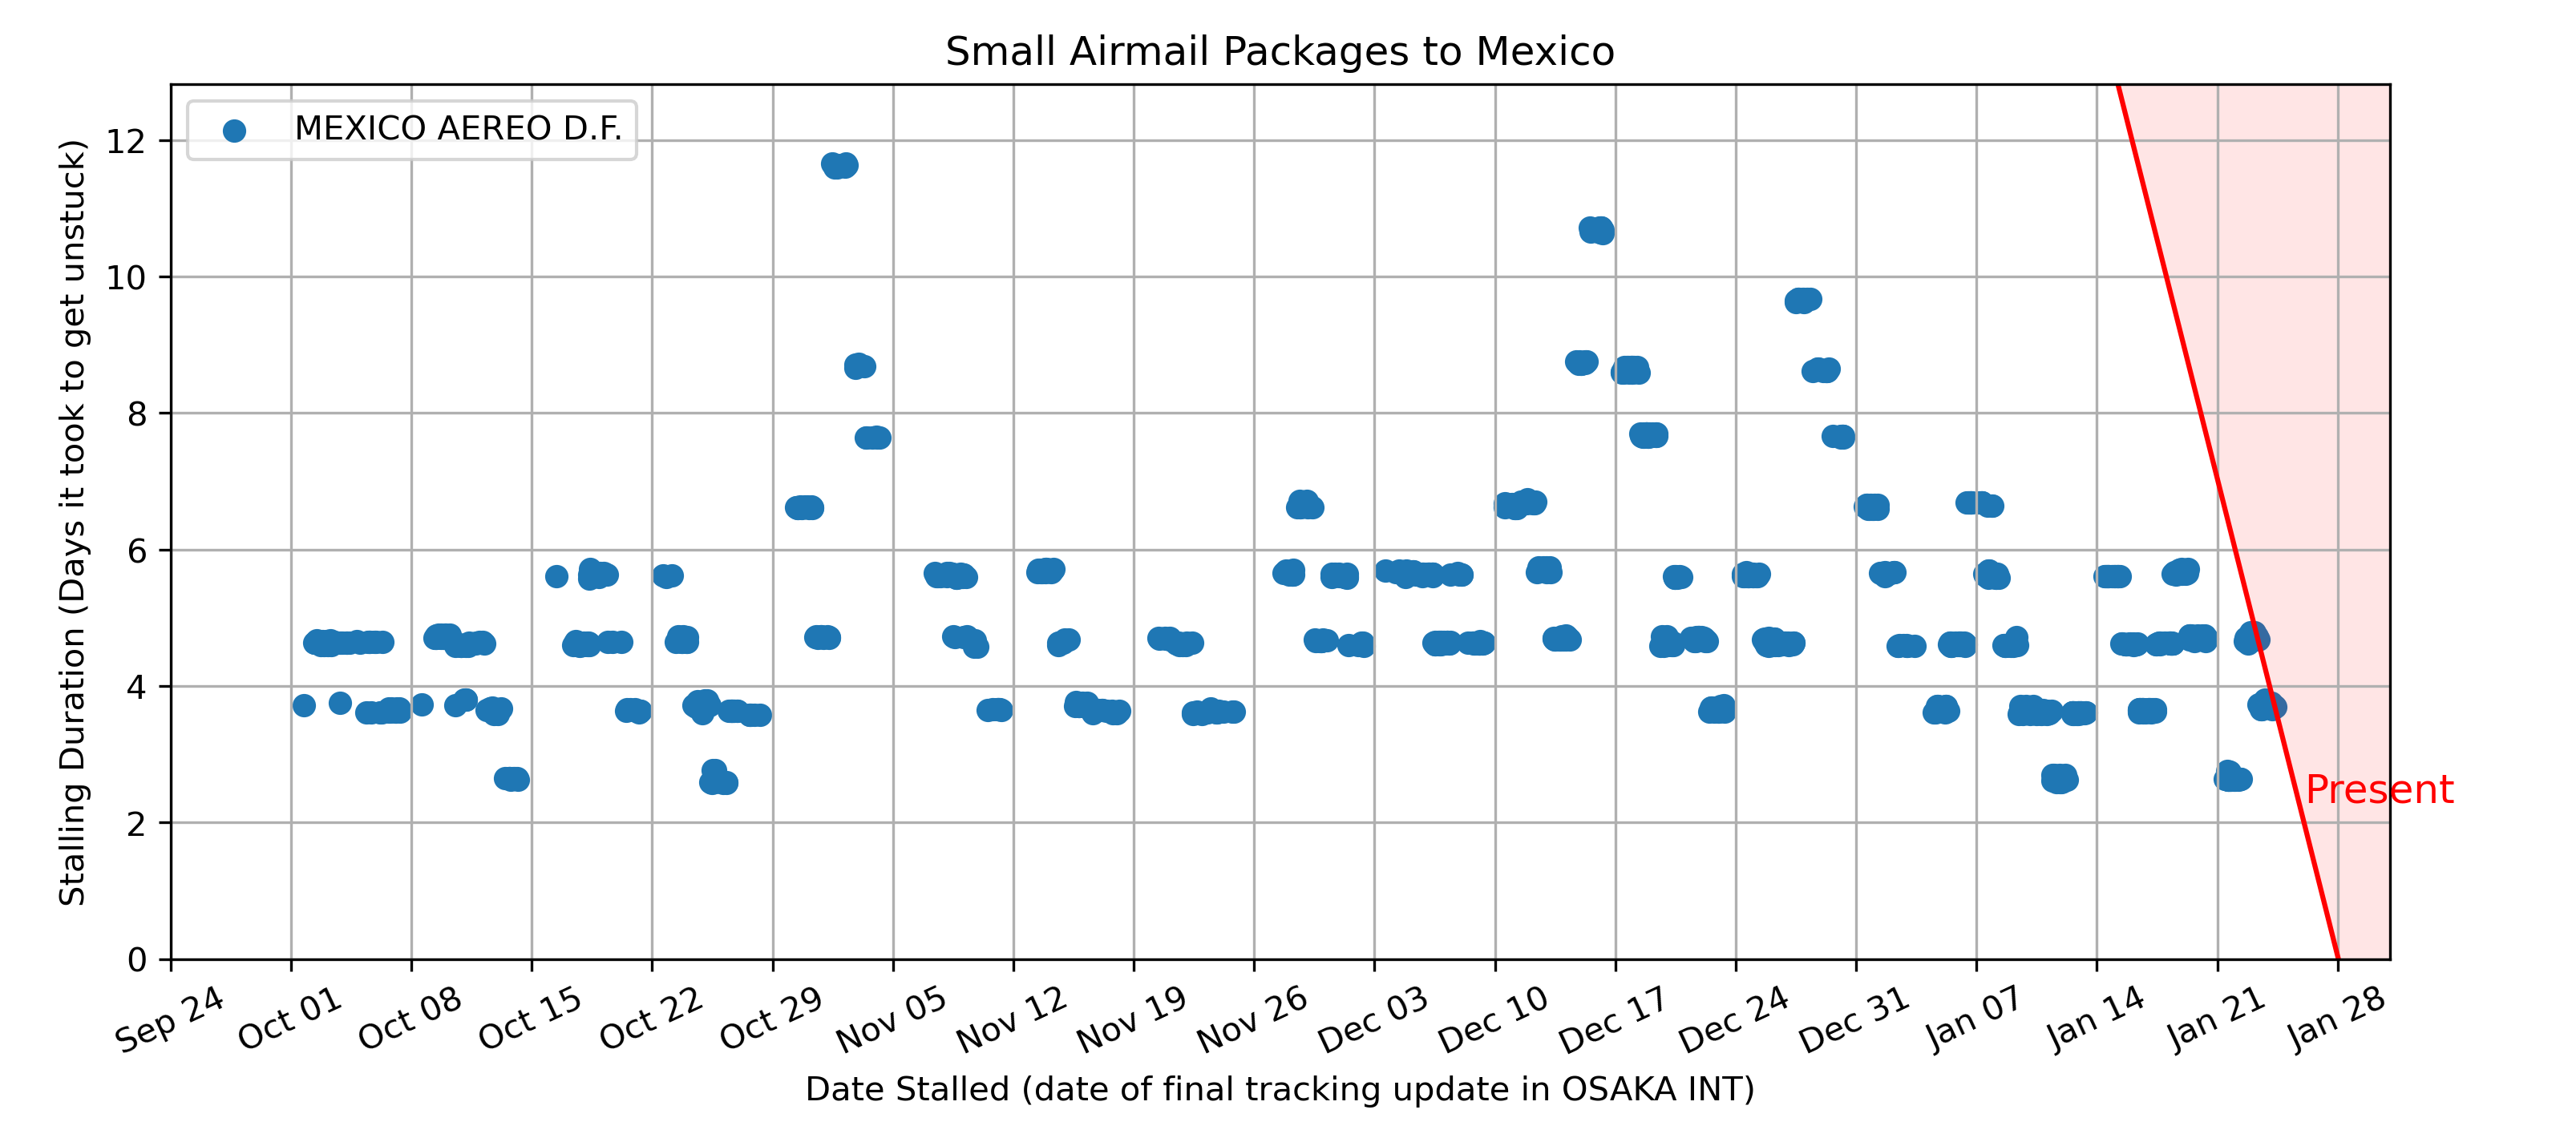 Small Airmail Packages to Mexico
MEXICO AEREO D.F.
Stalling Duration (Days it took to get unstuck)
12
10
8
6
4
2
0
Present
Sep 24
Oct 01
Oct 08
Oct 15
Oct 22
Oct 29
Nov 05
Nov 12
Nov 19
Nov 26
Dec 03
Dec 10
Dec 17
Dec 24
Dec 31
Jan 07
Jan 14
Jan 21
Jan 28
Date Stalled (date of final tracking update in OSAKA INT)